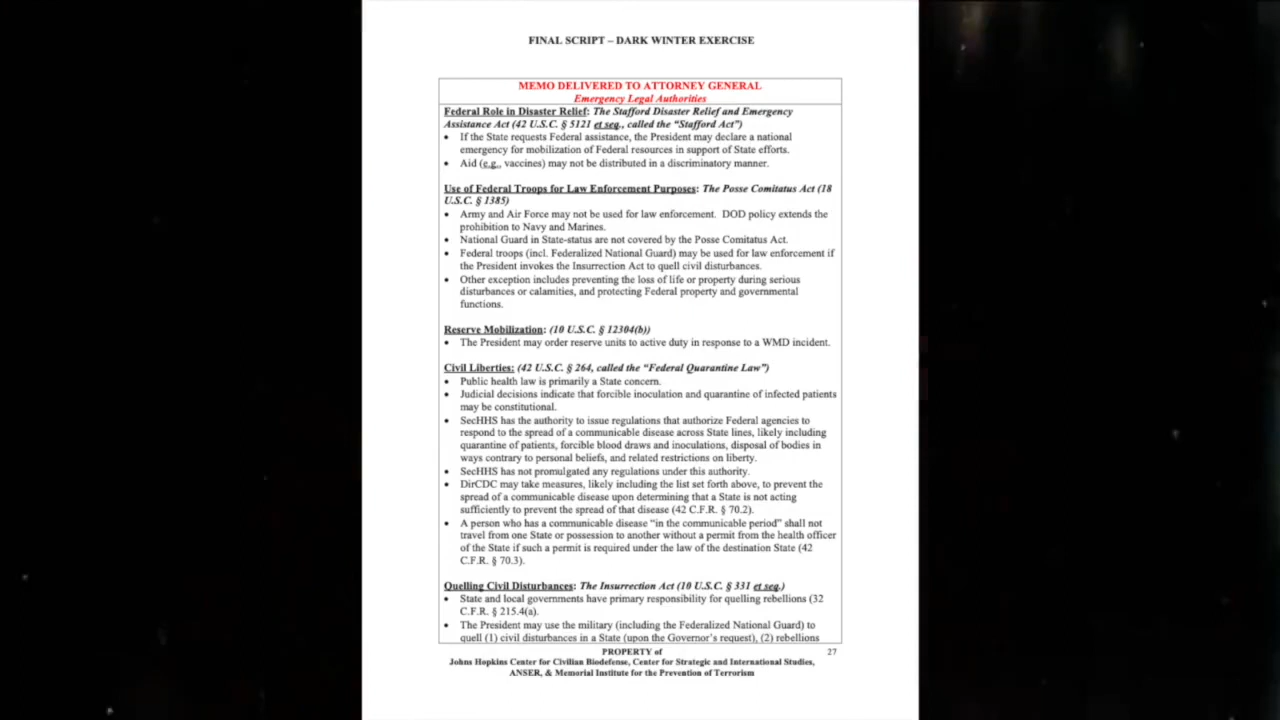 FINAL SCRIPT – DARK WINTER EXERCISE
MEMO DELIVERED TO ATTORNEY GENERAL
Emergency Legal Authorities
Federal Role in Disaster Relief: The Stafford Disaster Relief and Emergency
Assistance Act (42 U.S.C. § 5121 et seq., called the “Stafford Act”)
• If the State requests Federal assistance, the President may declare a national
emergency for mobilization of Federal resources in support of State efforts.
• Aid (e.g., vaccines) may not be distributed in a discriminatory manner.
Use of Federal Troops for Law Enforcement Purposes: The Posse Comitatus Act (18
U.S.C. § 1385)
• Army and Air Force may not be used for law enforcement. DOD policy extends the
prohibition to Navy and Marines.
• National Guard in State-status are not covered by the Posse Comitatus Act.
• Federal troops (incl. Federalized National Guard) may be used for law enforcement if
the President invokes the Insurrection Act to quell civil disturbances.
• Other exception includes preventing the loss of life or property during serious
disturbances or calamities, and protecting Federal property and governmental
functions.
Reserve Mobilization: (10 U.S.C. § 12304(b))
• The President may order reserve units to active duty in response to a WMD incident.
Civil Liberties: (42 U.S.C. § 264, called the “Federal Quarantine Law”)
• Public health law is primarily a State concern.
• Judicial decisions indicate that forcible inoculation and quarantine of infected patients
may be constitutional.
• SecHHS has the authority to issue regulations that authorize Federal agencies to
respond to the spread of a communicable disease across State lines, likely including
quarantine of patients, forcible blood draws and inoculations, disposal of bodies in
ways contrary to personal beliefs, and related restrictions on liberty.
• SecHHS has not promulgated any regulations under this authority.
• DirCDC may take measures, likely including the list set forth above, to prevent the
spread of a communicable disease upon determining that a State is not acting
sufficiently to prevent the spread of that disease (42 C.F.R. § 70.2).
• A person who has a communicable disease “in the communicable period” shall not
travel from one State or possession to another without a permit from the health officer
of the State if such a permit is required under the law of the destination State (42
C.F.R. § 70.3).
Quelling Civil Disturbances: The Insurrection Act (10 U.S.C. § 331 et seq.)
• State and local governments have primary responsibility for quelling rebellions (32
C.F.R. § 215.4(a).
• The President may use the military (including the Federalized National Guard) to
quell (1) civil disturbances in a State (upon the Governor’s request), (2) rebellions
PROPERTY of 27
Johns Hopkins Center for Civilian Biodefense, Center for Strategic and International Studies,
ANSER, & Memorial Institute for the Prevention of Terrorism